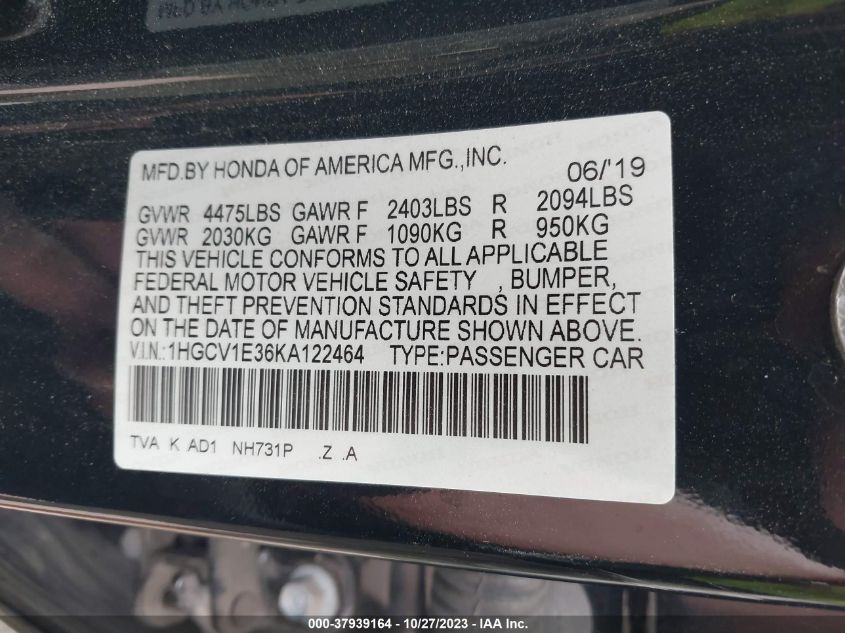 MFD.BY HONDA OF AMERICA MFG.,INC. 06/'19
GVWR 4475LBS GAWR F 2403LBS R 2094LBS
GVWR 2030KG GAWR F 1090KG R 950KG
THIS VEHICLE CONFORMS TO ALL APPLICABLE
FEDERAL MOTOR VEHICLE SAFETY , BUMPER,
AND THEFT PREVENTION STANDARDS IN EFFECT
ON THE DATE OF MANUFACTURE SHOWN ABOVE.
V.I.N.:1HGCV1E36KA122464 TYPE:PASSENGER CAR
TVA K AD1 NH731P .Z .A
000-37939164 - 10/27/2023 - IAA Inc.